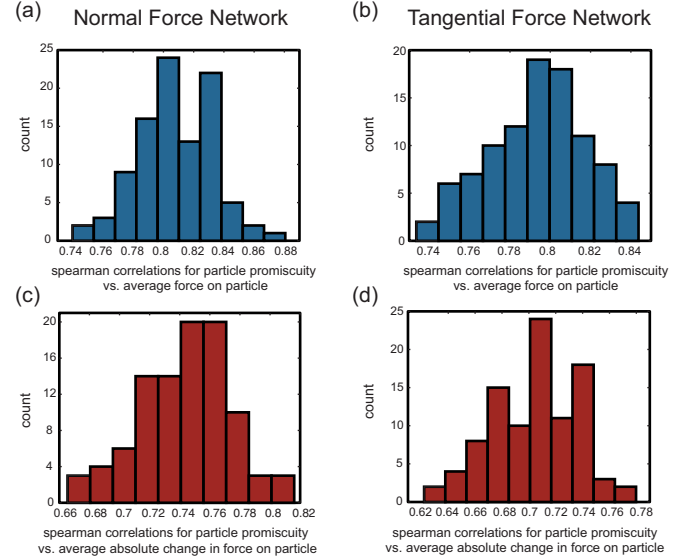 (a) Normal Force Network
(b) Tangential Force Network
25
20
15
10
5
0
count
0.74 0.76 0.78 0.8 0.82 0.84 0.86 0.88
spearman correlations for particle promiscuity
vs. average force on particle
20
15
10
5
0
count
0.74 0.76 0.78 0.8 0.82 0.84
spearman correlations for particle promiscuity
vs. average force on particle
(c)
20
16
12
8
4
0
count
0.66 0.68 0.7 0.72 0.74 0.76 0.78 0.8 0.82
spearman correlations for particle promiscuity
vs. average absolute change in force on particle
(d)
25
20
15
10
5
0
count
0.62 0.64 0.66 0.68 0.7 0.72 0.74 0.76 0.78
spearman correlations for particle promiscuity
vs. average absolute change in force on particle